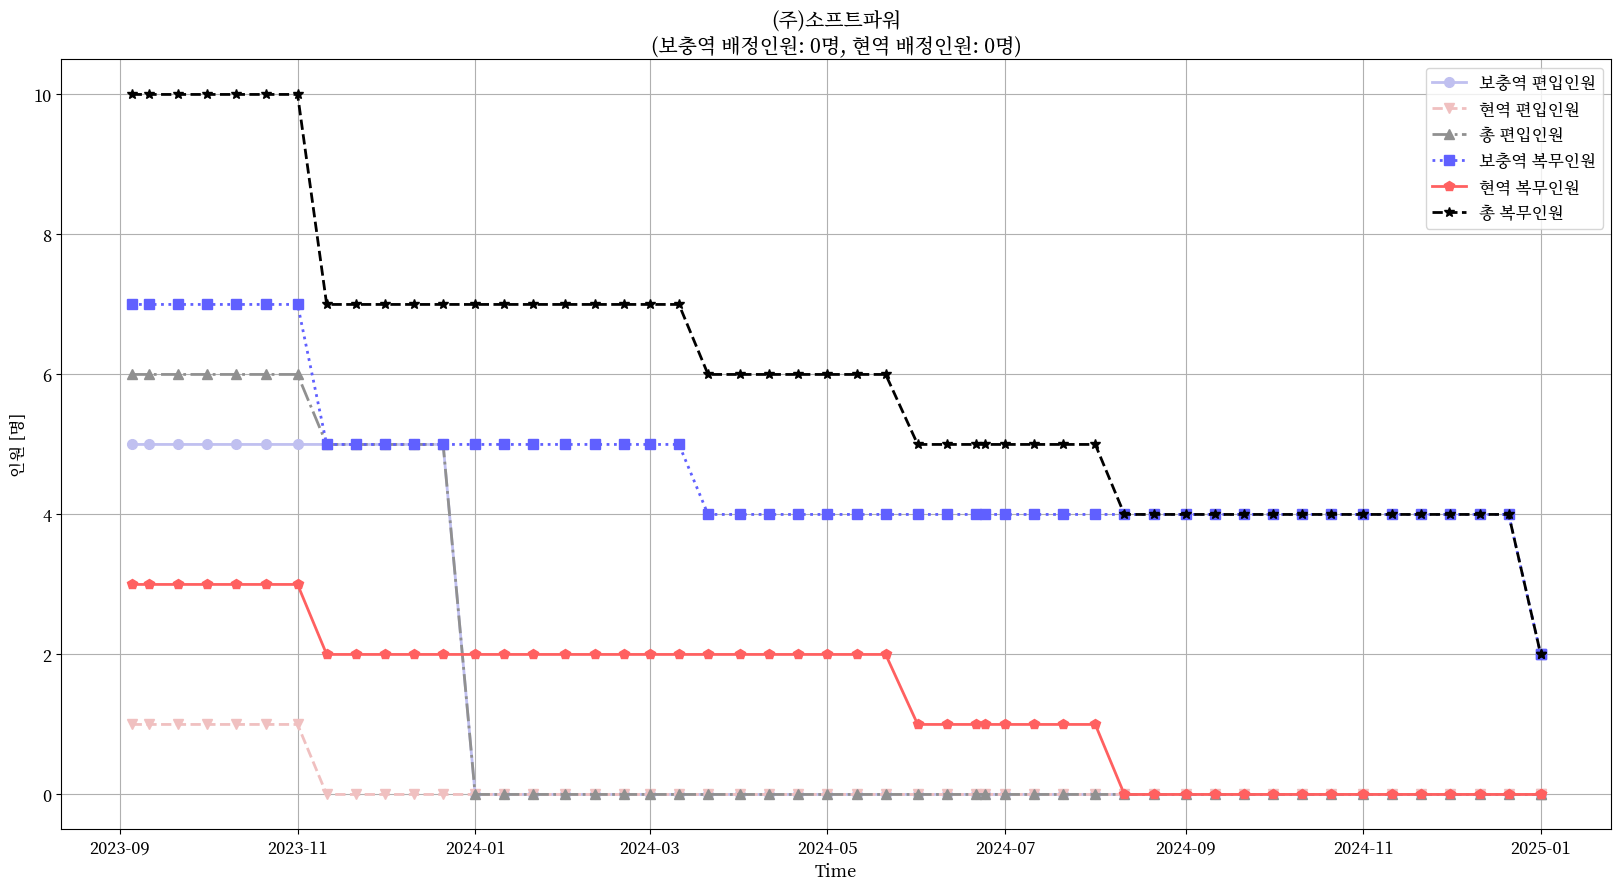 (주)소프트파워
(보충역 배정인원: 0명, 현역 배정인원: 0명)
보충역 편입인원
현역 편입인원
총 편입인원
보충역 복무인원
현역 복무인원
총 복무인원
인원 [명]
10
8
6
4
2
0
2023-09 2023-11 2024-01 2024-03 2024-05 2024-07 2024-09 2024-11 2025-01
Time